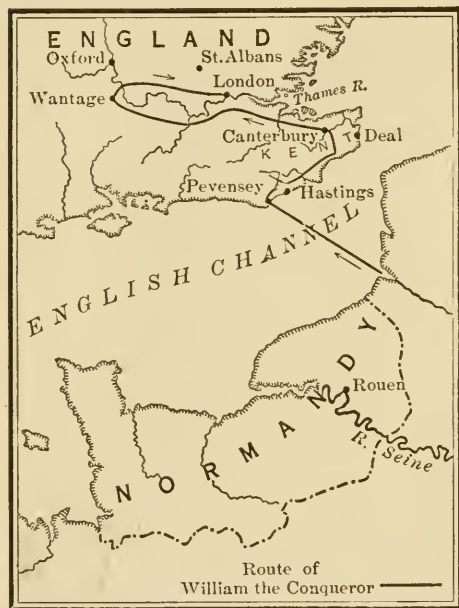 ENGLAND
Oxford
St. Albans
London
Wantage
Thames R.
Canterbury
Deal
KENT
Pevensey
Hastings
ENGLISH CHANNEL
NORMANDY
Rouen
R. Seine
Route of
William the Conqueror